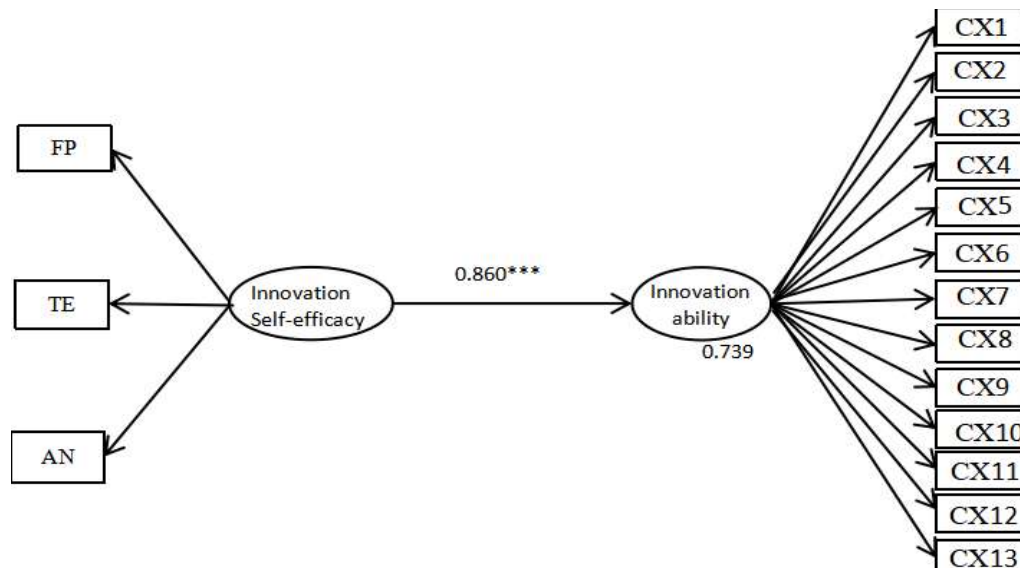 FP
TE
AN
Innovation
Self-efficacy
0.860***
Innovation
ability
0.739
CX1
CX2
CX3
CX4
CX5
CX6
CX7
CX8
CX9
CX10
CX11
CX12
CX13